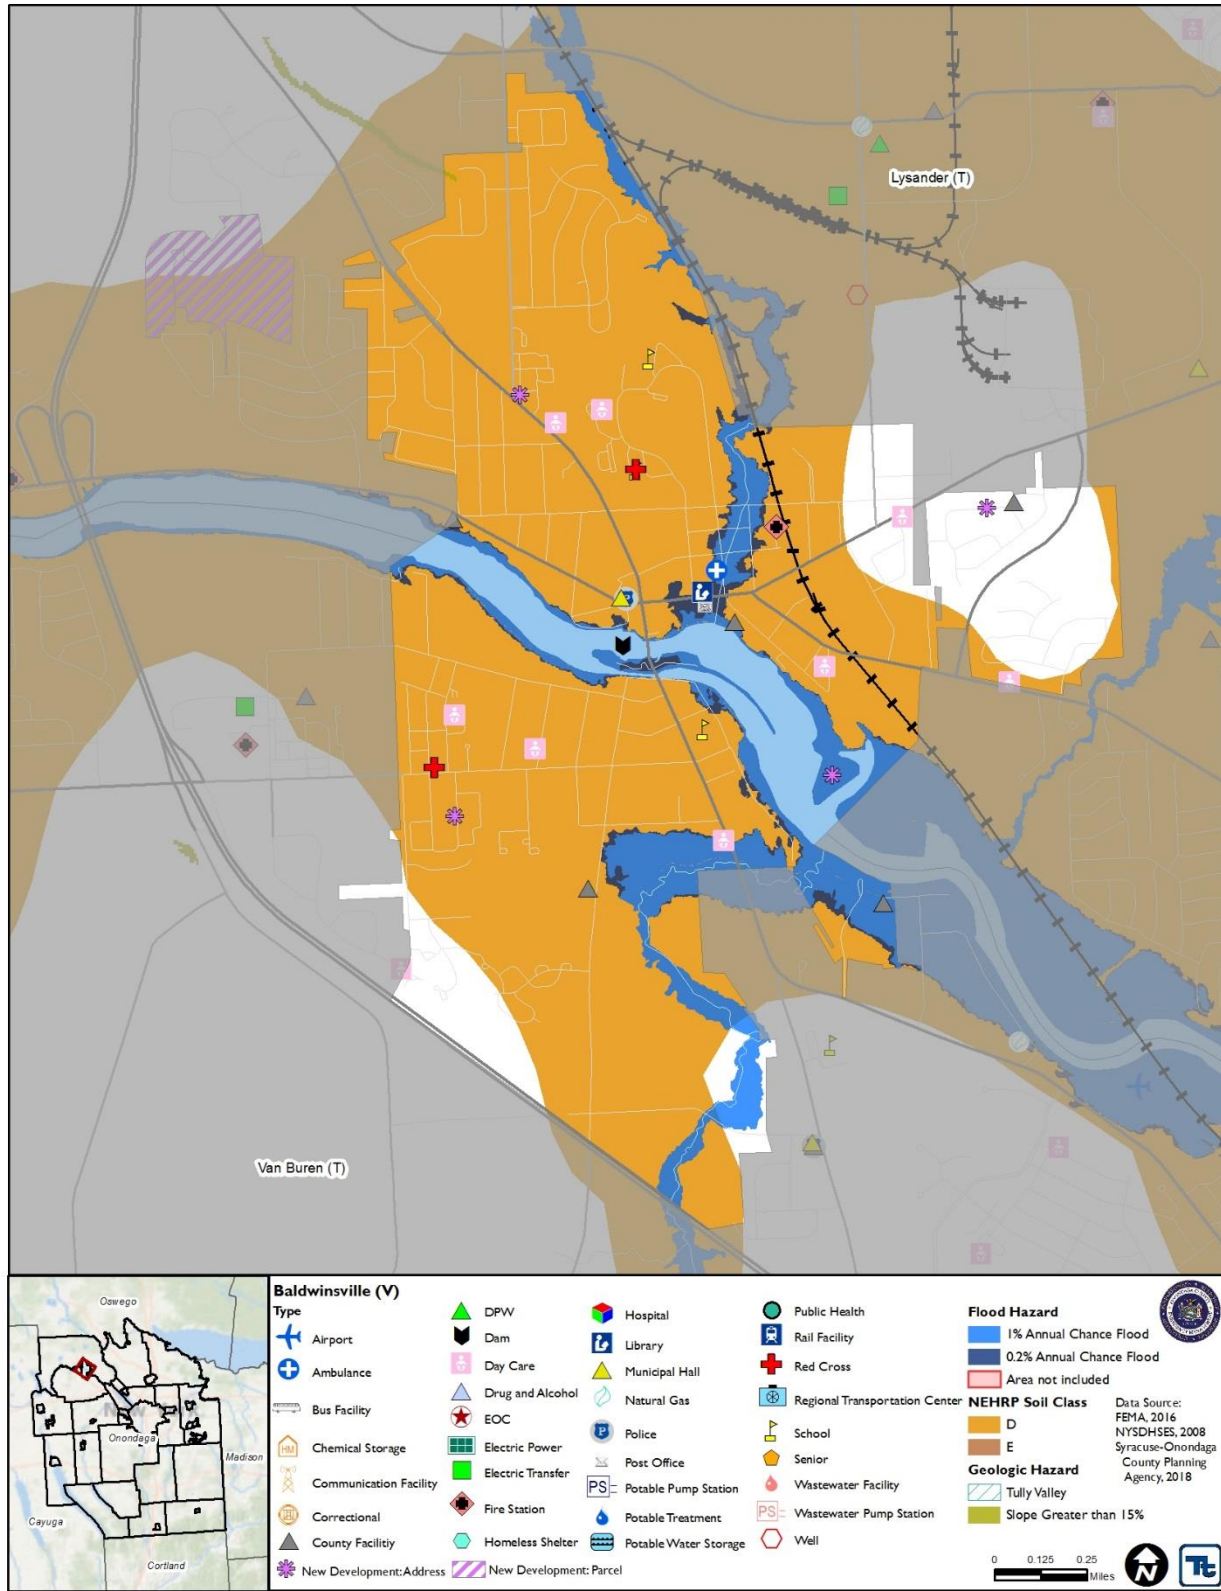 Lysander (T)
Van Buren (T)
Oswego
Onondaga
Madison
Cayuga
Cortland
Baldwinsville (V)
Type
Airport
Ambulance
Bus Facility
HM
Chemical Storage
Communication Facility
Correctional
County Facilitiy
New Development: Address
DPW
Dam
Day Care
Drug and Alcohol
EOC
Electric Power
Electric Transfer
Fire Station
Homeless Shelter
New Development: Parcel
Hospital
Library
Municipal Hall
Natural Gas
P
Police
Post Office
PS
Potable Pump Station
Potable Treatment
Potable Water Storage
Public Health
Rail Facility
Red Cross
Regional Transportation Center
School
Senior
Wastewater Facility
PS
Wastewater Pump Station
Well
Flood Hazard
1% Annual Chance Flood
0.2% Annual Chance Flood
Area not included
NEHRP Soil Class
D
E
Geologic Hazard
Tully Valley
Slope Greater than 15%
Data Source:
FEMA, 2016
NYSDHSES, 2008
Syracuse-Onondaga
County Planning
Agency, 2018
0 0.125 0.25
Miles
N
Tt